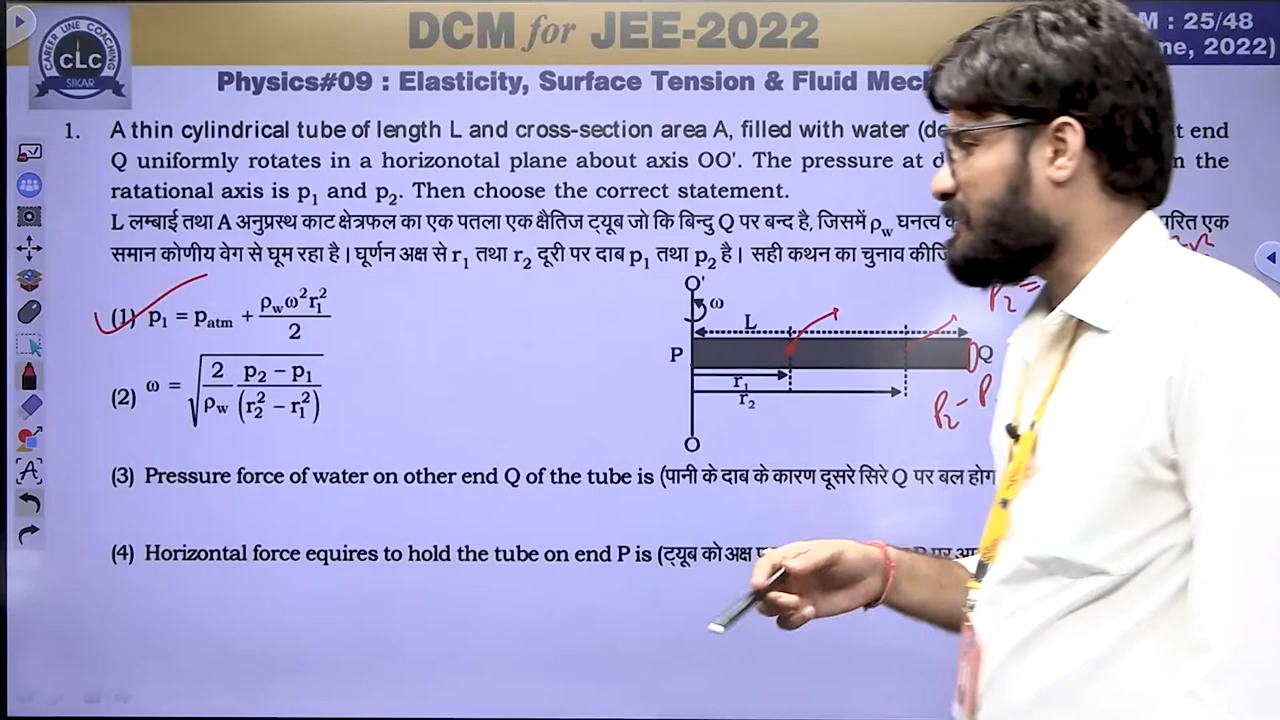 CAREER LINE COACHING
CLC
SIKAR
DCM for JEE-2022
M : 25/48
ne, 2022)
Physics#09 : Elasticity, Surface Tension & Fluid Mec
1. A thin cylindrical tube of length L and cross-section area A, filled with water (de t end
Q uniformly rotates in a horizonotal plane about axis OO'. The pressure at d the
ratational axis is p₁ and p₂. Then choose the correct statement.
L लम्बाई तथा A अनुप्रस्थ काट क्षेत्रफल का एक पतला एक क्षैतिज ट्यूब जो कि बिन्दु Q पर बन्द है, जिसमें ρw घनत्व एक
समान कोणीय वेग से घूम रहा है। घूर्णन अक्ष से r₁ तथा r₂ दूरी पर दाब p₁ तथा p₂ है। सही कथन का चुनाव कीजि
(1) p₁ = patm + ρwω²r₁² / 2
(2) ω = √(2/ρw (p₂ − p₁)/(r₂² − r₁²))
O'
ω
L
P
Q
r₁
r₂
O
P₂ =
P₂ - P
(3) Pressure force of water on other end Q of the tube is (पानी के दाब के कारण दूसरे सिरे Q पर बल होग
(4) Horizontal force equires to hold the tube on end P is (ट्यूब को अक्ष